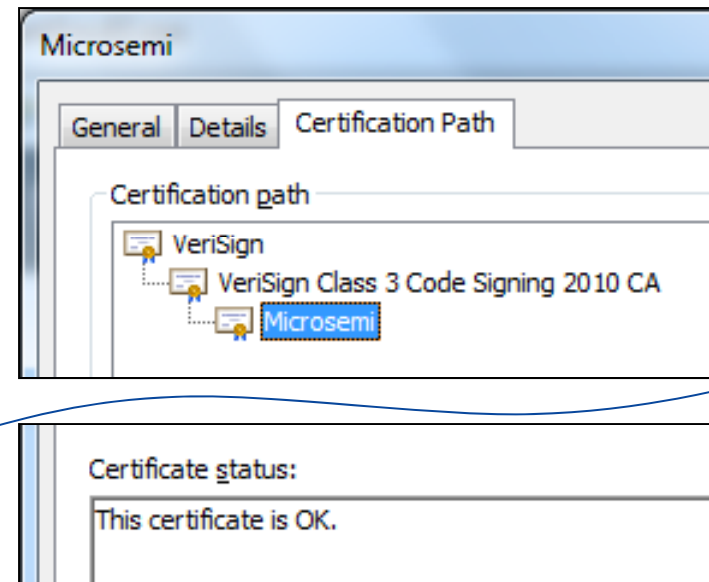 Microsemi
General Details Certification Path
Certification path
VeriSign
VeriSign Class 3 Code Signing 2010 CA
Microsemi
Certificate status:
This certificate is OK.